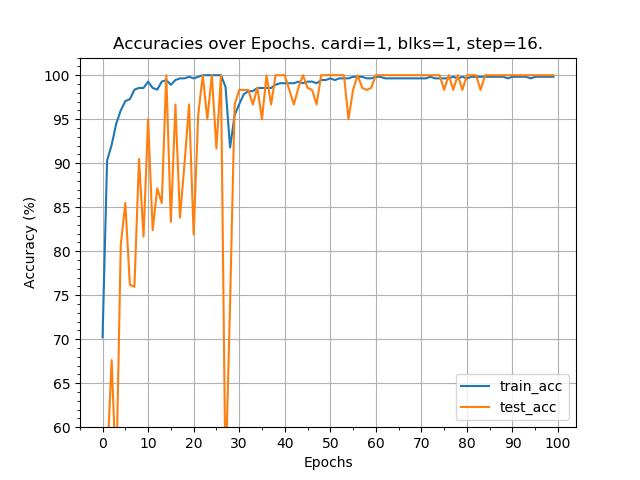 Accuracies over Epochs. cardi=1, blks=1, step=16.
100
95
90
85
80
75
70
65
60
Accuracy (%)
0 10 20 30 40 50 60 70 80 90 100
Epochs
train_acc
test_acc